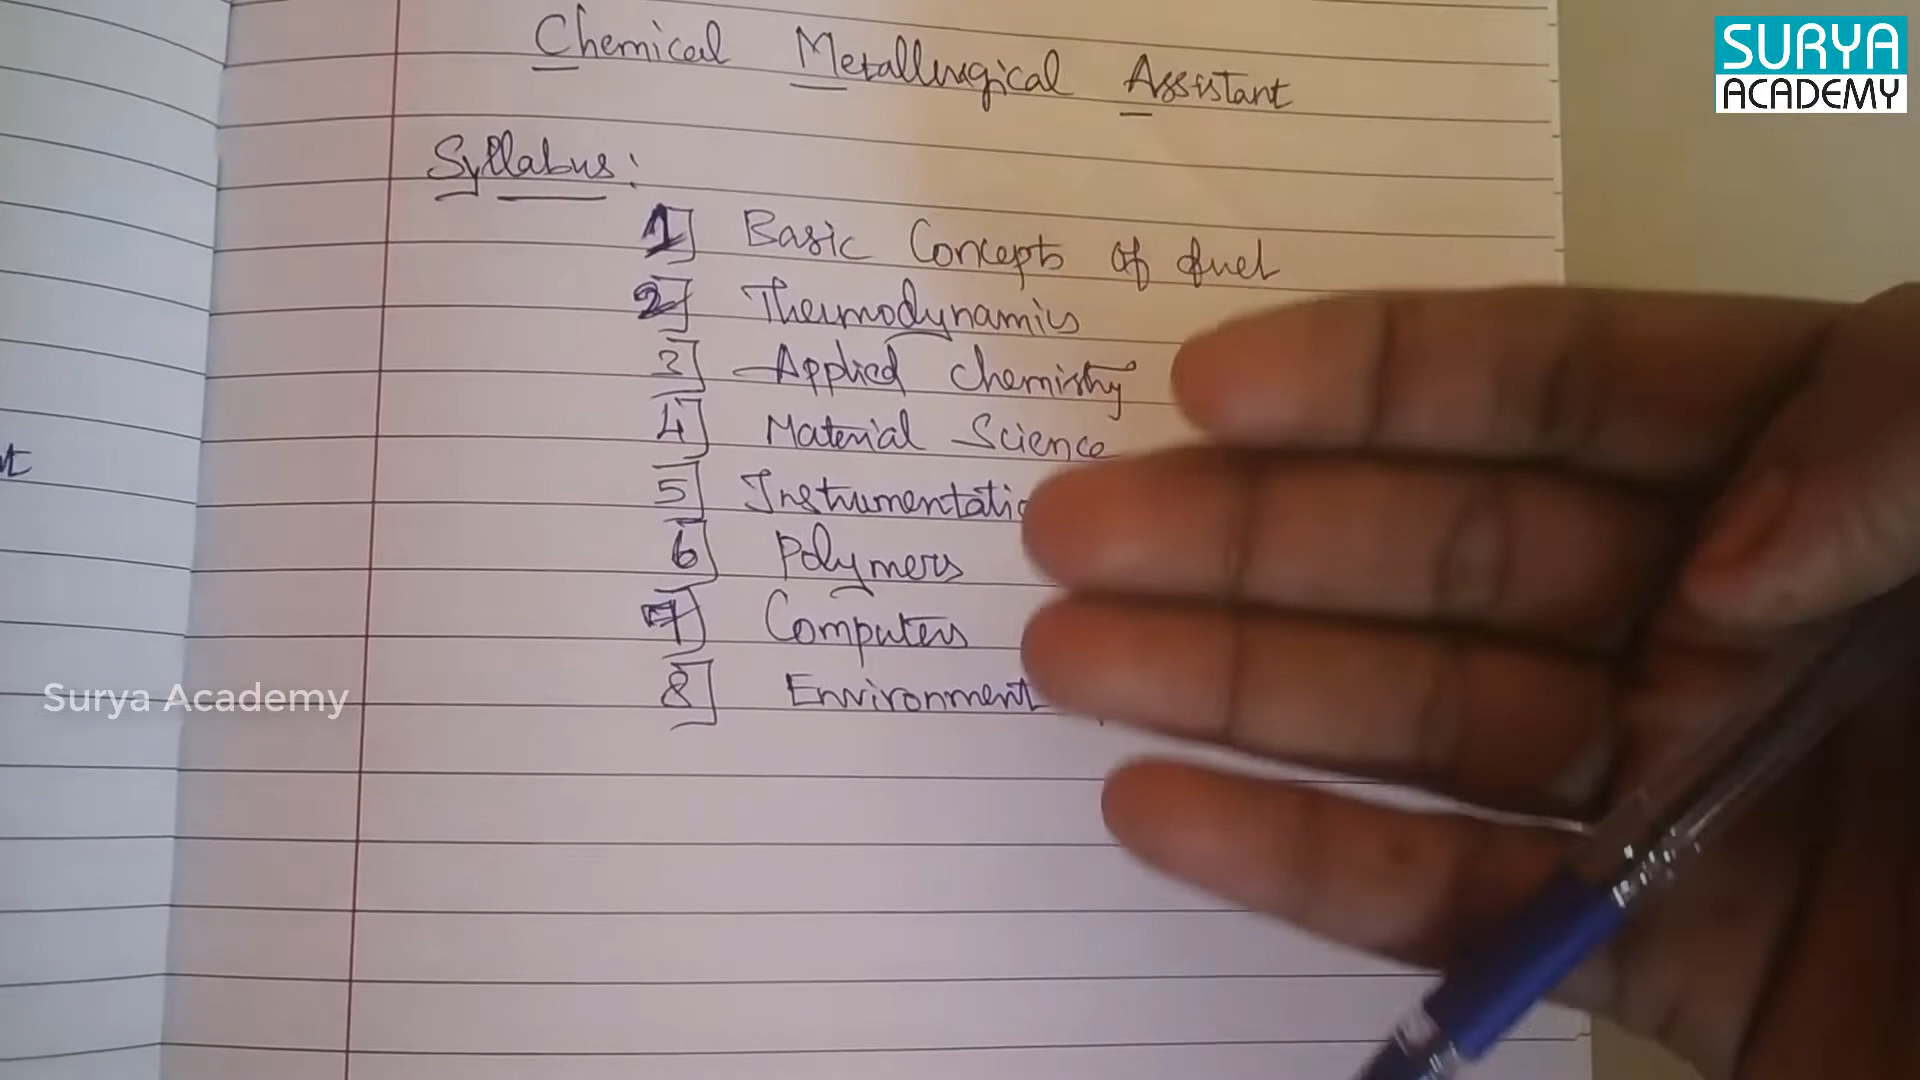 Chemical Metallurgical Assistant
SURYA
ACADEMY
Syllabus:
1] Basic Concepts of fuel
2] Thermodynamics
3] Applied Chemistry
4] Material Science
5] Instrumentatio
6] Polymers
7] Computers
8] Environment
Surya Academy